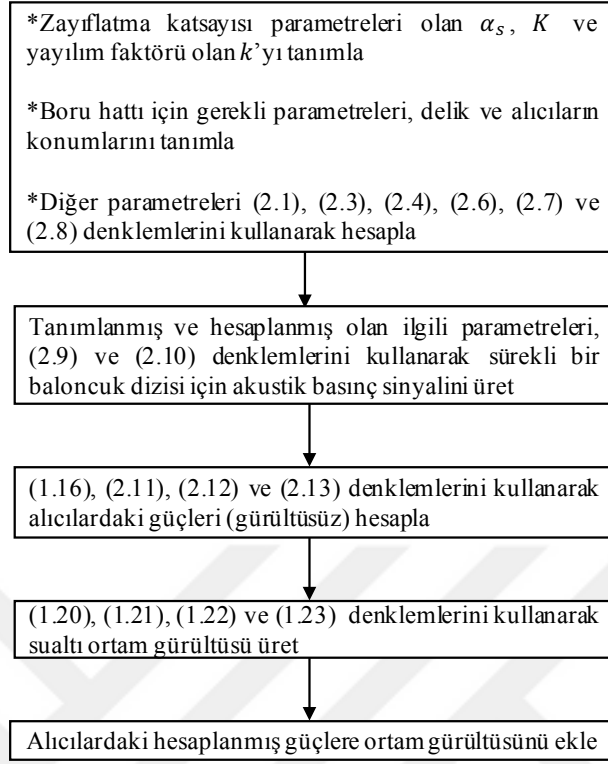 *Zayıflatma katsayısı parametreleri olan α_s, K ve
yayılım faktörü olan k’yı tanımla
*Boru hattı için gerekli parametreleri, delik ve alıcıların
konumlarını tanımla
*Diğer parametreleri (2.1), (2.3), (2.4), (2.6), (2.7) ve
(2.8) denklemlerini kullanarak hesapla
Tanımlanmış ve hesaplanmış olan ilgili parametreleri,
(2.9) ve (2.10) denklemlerini kullanarak sürekli bir
baloncuk dizisi için akustik basınç sinyalini üret
(1.16), (2.11), (2.12) ve (2.13) denklemlerini kullanarak
alıcılardaki güçleri (gürültüsüz) hesapla
(1.20), (1.21), (1.22) ve (1.23) denklemlerini kullanarak
sualtı ortam gürültüsü üret
Alıcılardaki hesaplanmış güçlere ortam gürültüsünü ekle